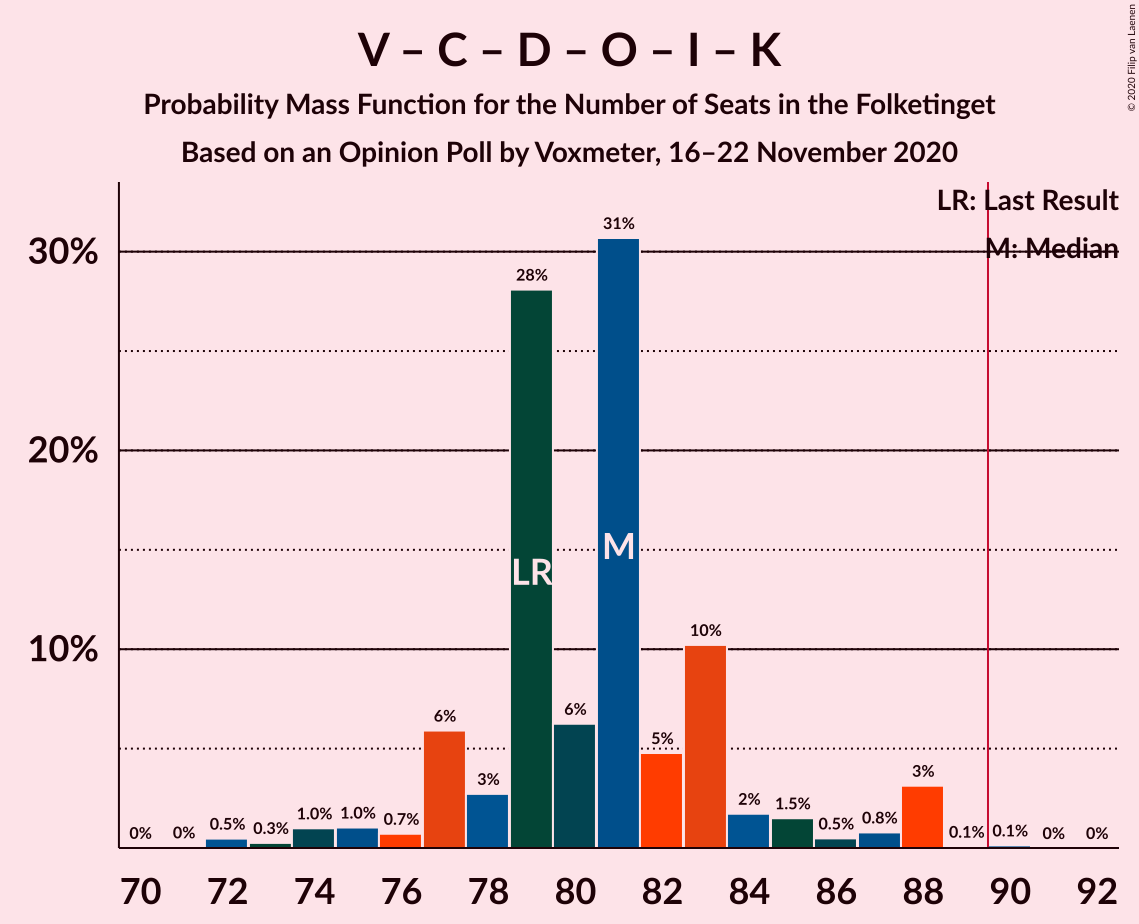 V – C – D – O – I – K
Probability Mass Function for the Number of Seats in the Folketinget
Based on an Opinion Poll by Voxmeter, 16–22 November 2020
© 2020 Filip van Laenen
LR: Last Result
M: Median
30%
20%
10%
0%
0%
0.5%
0.3%
1.0%
1.0%
0.7%
6%
3%
28%
6%
31%
5%
10%
2%
1.5%
0.5%
0.8%
3%
0.1%
0.1%
0%
0%
LR
M
70 72 74 76 78 80 82 84 86 88 90 92